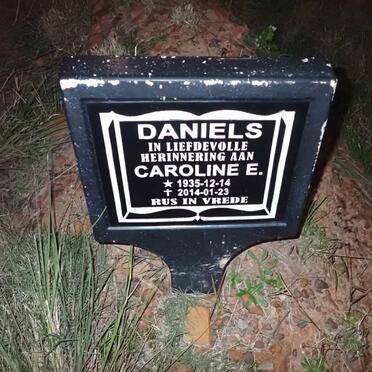 DANIELS
IN LIEFDEVOLLE
HERINNERING AAN
CAROLINE E.
★ 1935-12-14
✝ 2014-01-23
RUS IN VREDE